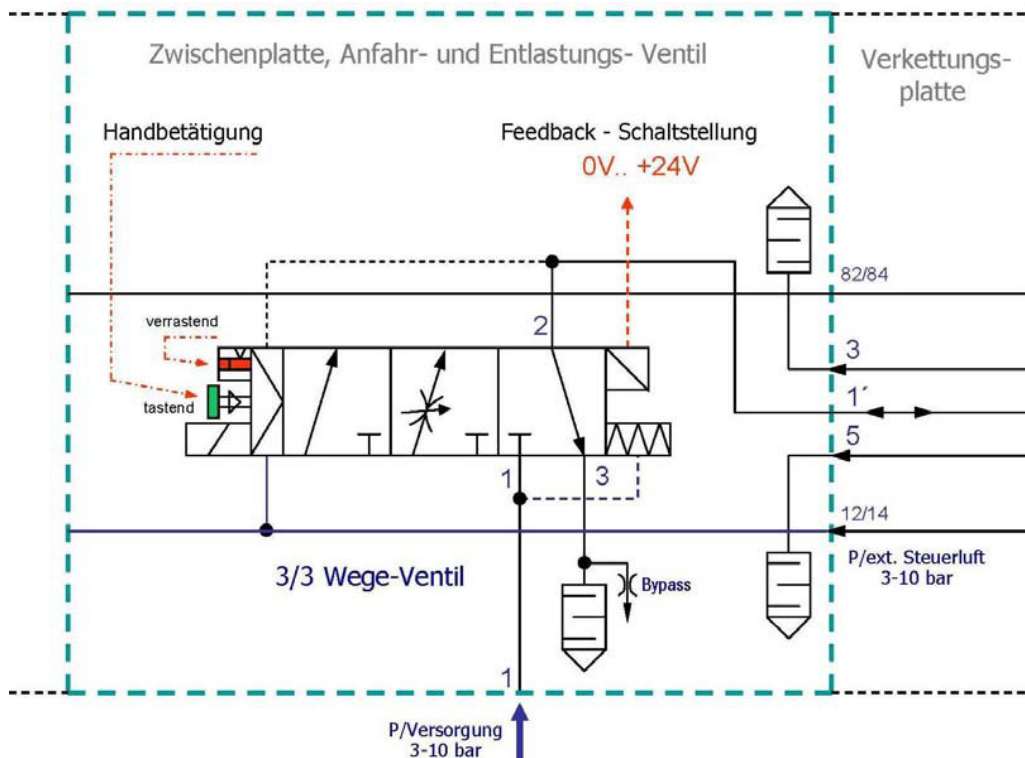 Zwischenplatte, Anfahr- und Entlastungs- Ventil
Verkettungs-
platte
Handbetätigung
Feedback - Schaltstellung
0V.. +24V
82/84
2
verrastend
3
tastend
1´
5
1
3
12/14
3/3 Wege-Ventil
P/ext. Steuerluft
3-10 bar
Bypass
1
P/Versorgung
3-10 bar